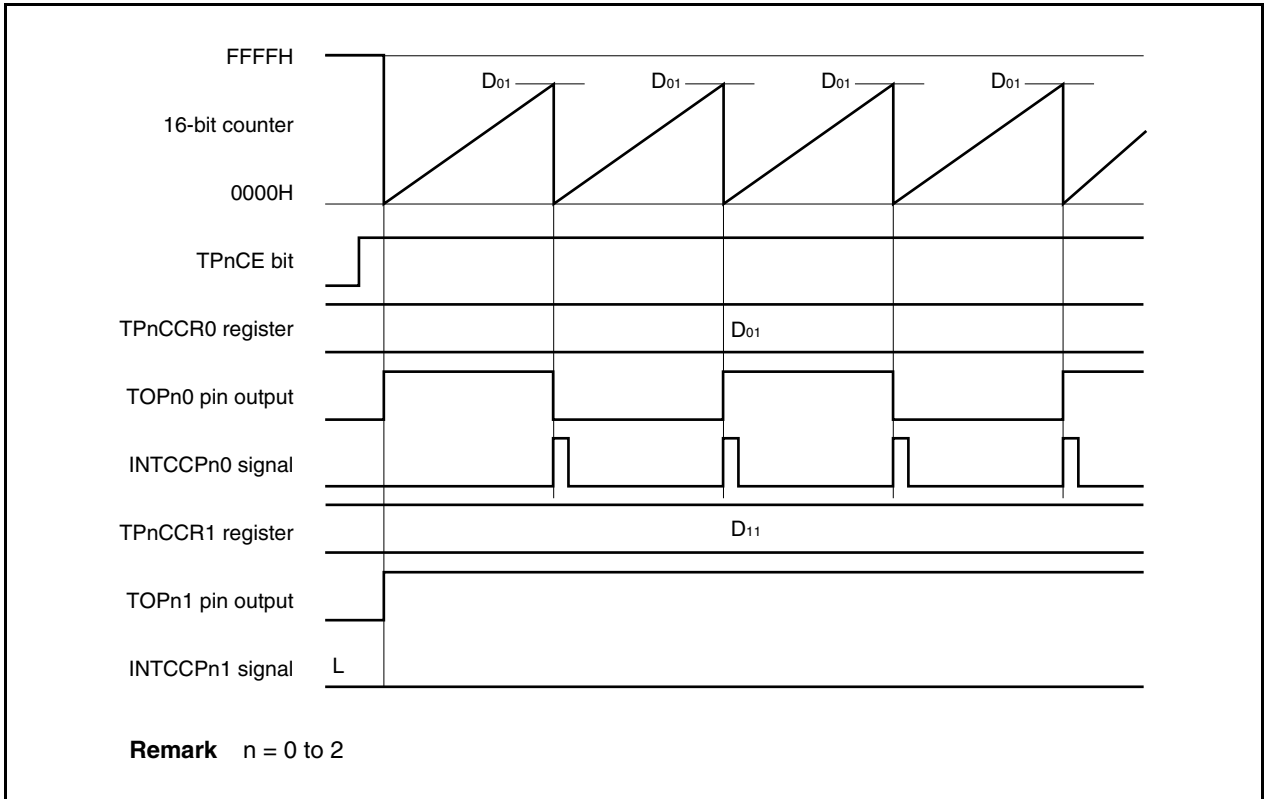 FFFFH
D01 D01 D01 D01
16-bit counter
0000H
TPnCE bit
TPnCCR0 register D01
TOPn0 pin output
INTCCPn0 signal
TPnCCR1 register D11
TOPn1 pin output
INTCCPn1 signal L
Remark n = 0 to 2